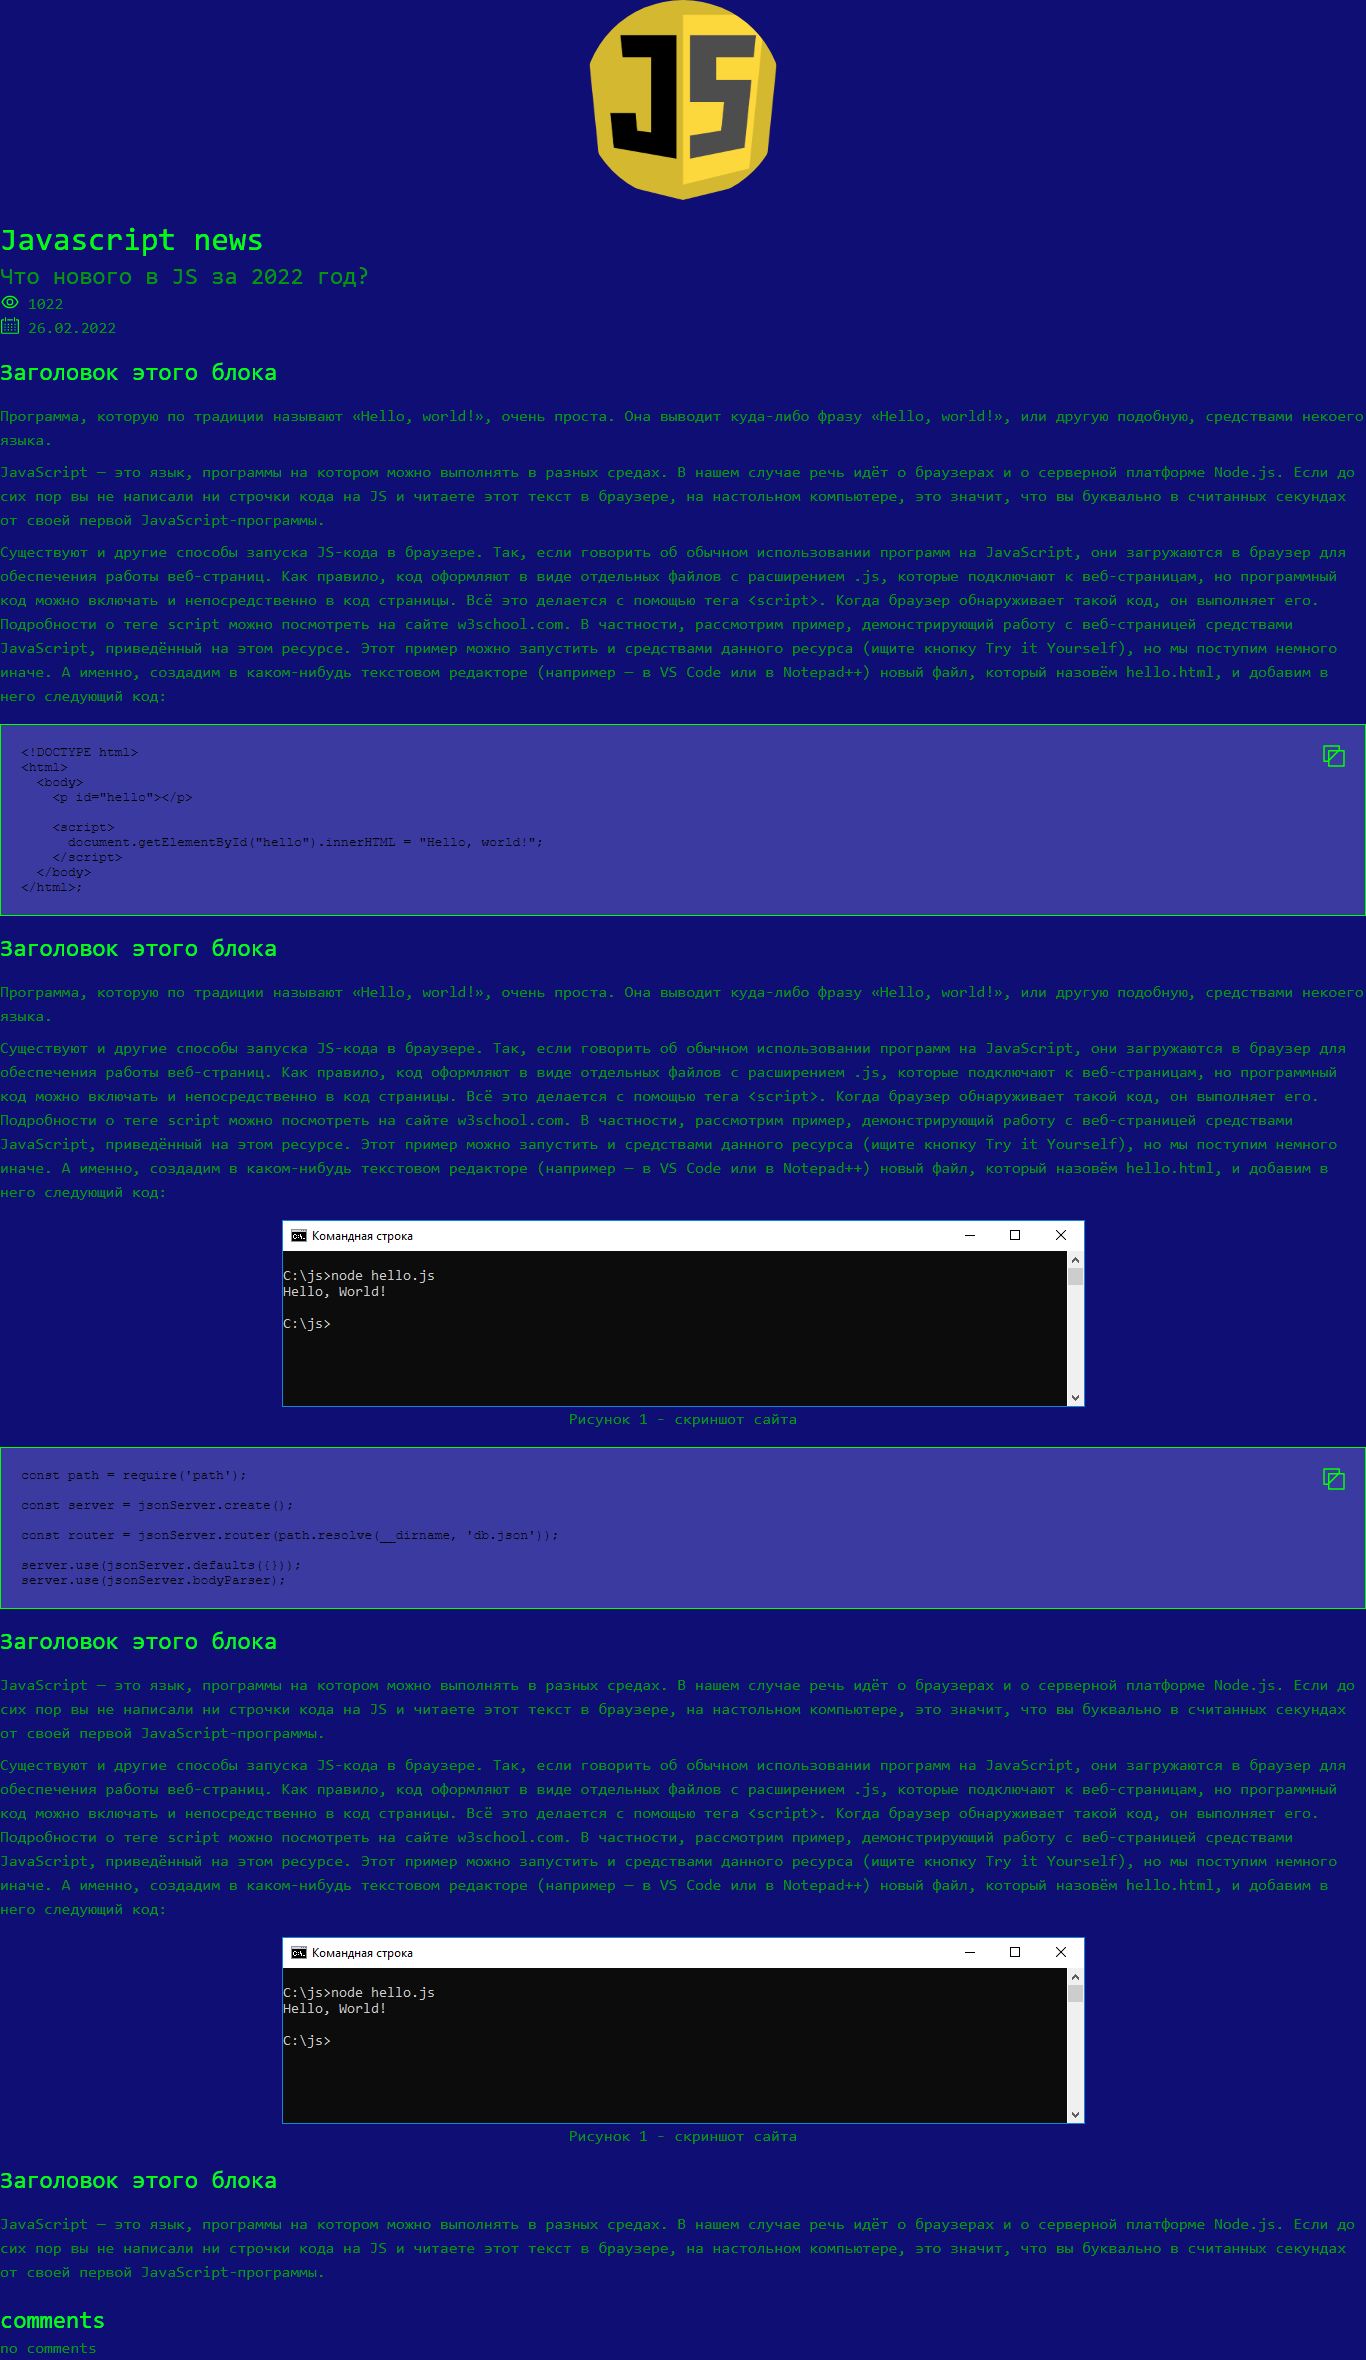 JS
Javascript news
Что нового в JS за 2022 год?
1022
26.02.2022
Заголовок этого блока
Программа, которую по традиции называют «Hello, world!», очень проста. Она выводит куда-либо фразу «Hello, world!», или другую подобную, средствами некоего
языка.
JavaScript — это язык, программы на котором можно выполнять в разных средах. В нашем случае речь идёт о браузерах и о серверной платформе Node.js. Если до
сих пор вы не написали ни строчки кода на JS и читаете этот текст в браузере, на настольном компьютере, это значит, что вы буквально в считанных секундах
от своей первой JavaScript-программы.
Существуют и другие способы запуска JS-кода в браузере. Так, если говорить об обычном использовании программ на JavaScript, они загружаются в браузер для
обеспечения работы веб-страниц. Как правило, код оформляют в виде отдельных файлов с расширением .js, которые подключают к веб-страницам, но программный
код можно включать и непосредственно в код страницы. Всё это делается с помощью тега <script>. Когда браузер обнаруживает такой код, он выполняет его.
Подробности о теге script можно посмотреть на сайте w3school.com. В частности, рассмотрим пример, демонстрирующий работу с веб-страницей средствами
JavaScript, приведённый на этом ресурсе. Этот пример можно запустить и средствами данного ресурса (ищите кнопку Try it Yourself), но мы поступим немного
иначе. А именно, создадим в каком-нибудь текстовом редакторе (например — в VS Code или в Notepad++) новый файл, который назовём hello.html, и добавим в
него следующий код:
<!DOCTYPE html>
<html>
<body>
<p id="hello"></p>
<script>
document.getElementById("hello").innerHTML = "Hello, world!";
</script>
</body>
</html>;
Заголовок этого блока
Программа, которую по традиции называют «Hello, world!», очень проста. Она выводит куда-либо фразу «Hello, world!», или другую подобную, средствами некоего
языка.
Существуют и другие способы запуска JS-кода в браузере. Так, если говорить об обычном использовании программ на JavaScript, они загружаются в браузер для
обеспечения работы веб-страниц. Как правило, код оформляют в виде отдельных файлов с расширением .js, которые подключают к веб-страницам, но программный
код можно включать и непосредственно в код страницы. Всё это делается с помощью тега <script>. Когда браузер обнаруживает такой код, он выполняет его.
Подробности о теге script можно посмотреть на сайте w3school.com. В частности, рассмотрим пример, демонстрирующий работу с веб-страницей средствами
JavaScript, приведённый на этом ресурсе. Этот пример можно запустить и средствами данного ресурса (ищите кнопку Try it Yourself), но мы поступим немного
иначе. А именно, создадим в каком-нибудь текстовом редакторе (например — в VS Code или в Notepad++) новый файл, который назовём hello.html, и добавим в
него следующий код:
Командная строка
C:\js>node hello.js
Hello, World!
C:\js>
Рисунок 1 - скриншот сайта
const path = require('path');
const server = jsonServer.create();
const router = jsonServer.router(path.resolve(__dirname, 'db.json'));
server.use(jsonServer.defaults({}));
server.use(jsonServer.bodyParser);
Заголовок этого блока
JavaScript — это язык, программы на котором можно выполнять в разных средах. В нашем случае речь идёт о браузерах и о серверной платформе Node.js. Если до
сих пор вы не написали ни строчки кода на JS и читаете этот текст в браузере, на настольном компьютере, это значит, что вы буквально в считанных секундах
от своей первой JavaScript-программы.
Существуют и другие способы запуска JS-кода в браузере. Так, если говорить об обычном использовании программ на JavaScript, они загружаются в браузер для
обеспечения работы веб-страниц. Как правило, код оформляют в виде отдельных файлов с расширением .js, которые подключают к веб-страницам, но программный
код можно включать и непосредственно в код страницы. Всё это делается с помощью тега <script>. Когда браузер обнаруживает такой код, он выполняет его.
Подробности о теге script можно посмотреть на сайте w3school.com. В частности, рассмотрим пример, демонстрирующий работу с веб-страницей средствами
JavaScript, приведённый на этом ресурсе. Этот пример можно запустить и средствами данного ресурса (ищите кнопку Try it Yourself), но мы поступим немного
иначе. А именно, создадим в каком-нибудь текстовом редакторе (например — в VS Code или в Notepad++) новый файл, который назовём hello.html, и добавим в
него следующий код:
Командная строка
C:\js>node hello.js
Hello, World!
C:\js>
Рисунок 1 - скриншот сайта
Заголовок этого блока
JavaScript — это язык, программы на котором можно выполнять в разных средах. В нашем случае речь идёт о браузерах и о серверной платформе Node.js. Если до
сих пор вы не написали ни строчки кода на JS и читаете этот текст в браузере, на настольном компьютере, это значит, что вы буквально в считанных секундах
от своей первой JavaScript-программы.
comments
no comments